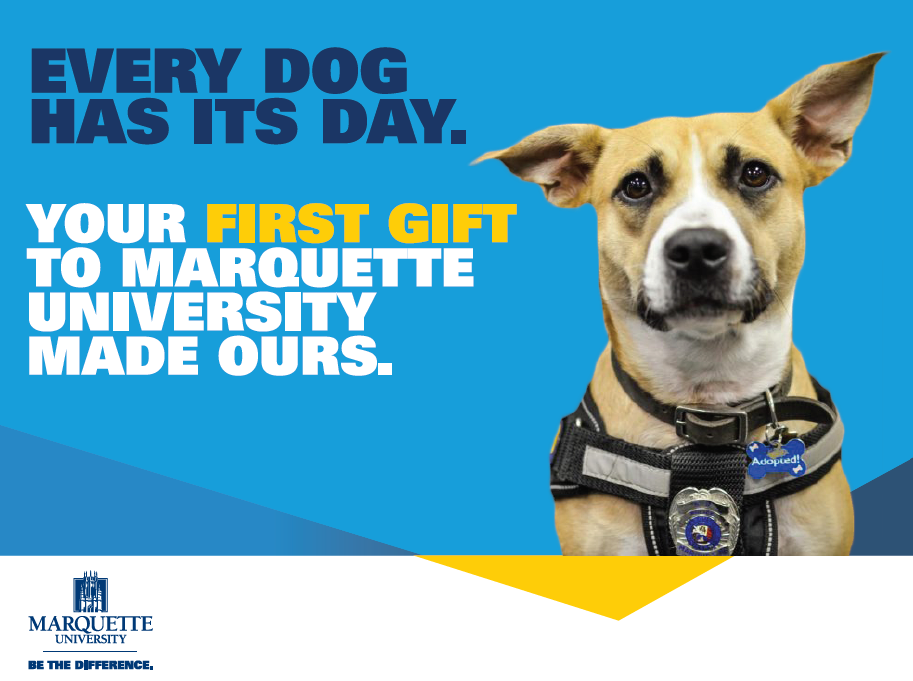 EVERY DOG
HAS ITS DAY.
YOUR FIRST GIFT
TO MARQUETTE
UNIVERSITY
MADE OURS.
Adopted!
MARQUETTE
UNIVERSITY
BE THE DIFFERENCE.